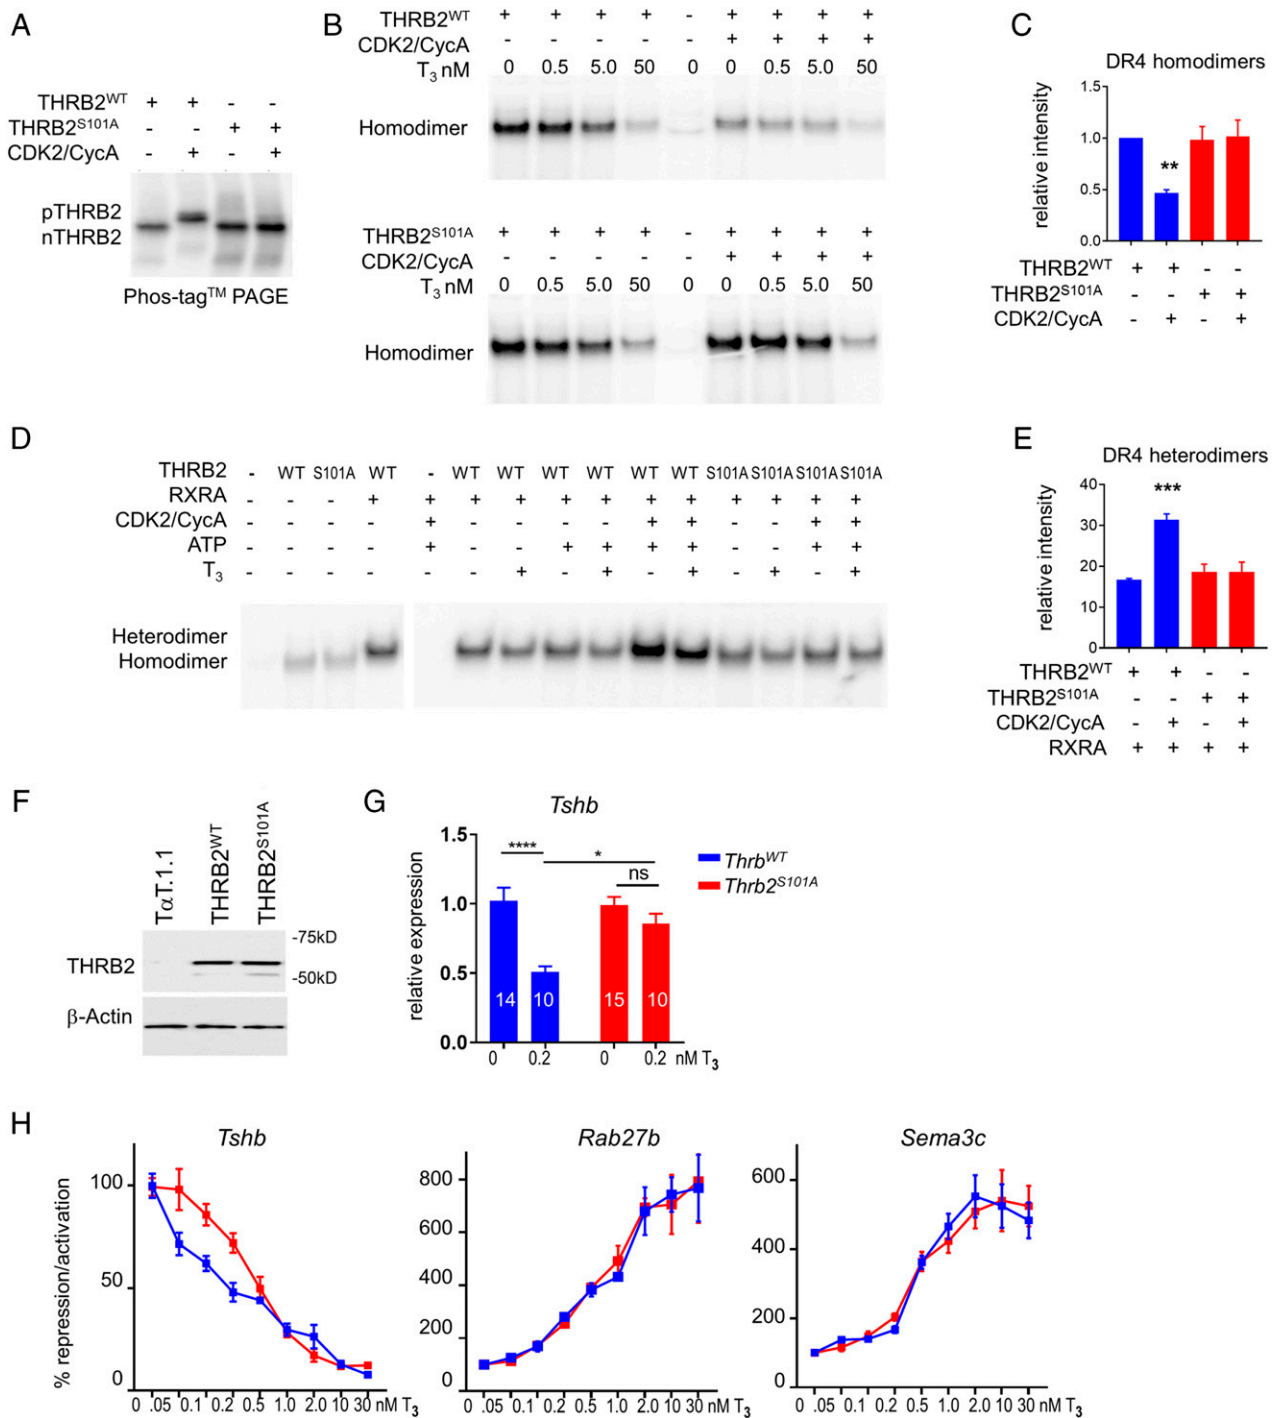 A
THRB2WT + + - -
THRB2S101A - - + +
CDK2/CycA - + - +
pTHRB2
nTHRB2
Phos-tagTM PAGE
B
THRB2WT + + + + - + + + +
CDK2/CycA - - - - - + + + +
T3 nM 0 0.5 5.0 50 0 0 0.5 5.0 50
Homodimer
THRB2S101A + + + + - + + + +
CDK2/CycA - - - - - + + + +
T3 nM 0 0.5 5.0 50 0 0 0.5 5.0 50
Homodimer
C
DR4 homodimers
relative intensity
1.5
1.0
0.5
0.0
**
THRB2WT + + - -
THRB2S101A - - + +
CDK2/CycA - + - +
D
THRB2 - WT S101A WT - WT WT WT WT WT WT S101A S101A S101A S101A
RXRA - - - + + + + + + + + + + + +
CDK2/CycA - - - - + - - - - + + - - + +
ATP - - - - + - - + + + + - - + +
T3 - - - - - - + - + - + - + - +
Heterodimer
Homodimer
E
DR4 heterodimers
relative intensity
40
30
20
10
0
***
THRB2WT + + - -
THRB2S101A - - + +
CDK2/CycA - + - +
RXRA + + + +
F
TαT.1.1
THRB2WT
THRB2S101A
-75kD
THRB2
-50kD
β-Actin
G
Tshb
relative expression
1.5
1.0
0.5
0.0
****
*
ns
14 10 15 10
0 0.2 0 0.2 nM T3
ThrbWT
Thrb2S101A
H
Tshb
% repression/activation
100
50
0
0 .05 0.1 0.2 0.5 1.0 2.0 10 30 nM T3
Rab27b
800
600
400
200
0
0 .05 0.1 0.2 0.5 1.0 2.0 10 30 nM T3
Sema3c
600
400
200
0
0 .05 0.1 0.2 0.5 1.0 2.0 10 30 nM T3